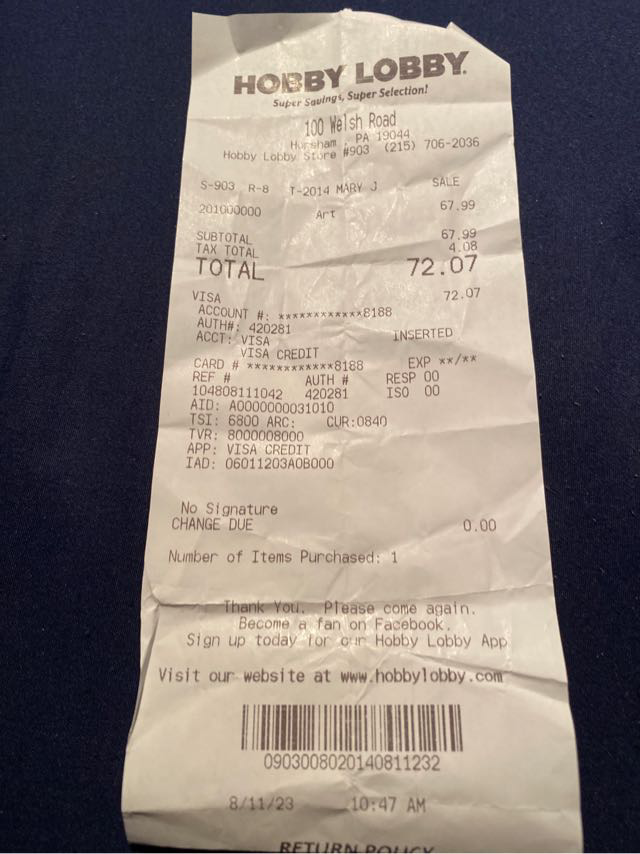 HOBBY LOBBY.
Super Savings, Super Selection!
100 Welsh Road
Horsham , PA 19044
Hobby Lobby Store #903 (215) 706-2036
S-903 R-8 T-2014 MARY J SALE
201000000 Art 67.99
SUBTOTAL 67.99
TAX TOTAL 4.08
TOTAL 72.07
VISA 72.07
ACCOUNT #: ************8188
AUTH#: 420281
ACCT: VISA INSERTED
VISA CREDIT
CARD # ************8188 EXP **/**
REF # AUTH # RESP 00
104808111042 420281 ISO 00
AID: A0000000031010
TSI: 6800 ARC: CUR:0840
TVR: 8000008000
APP: VISA CREDIT
IAD: 06011203A0B000
No Signature
CHANGE DUE 0.00
Number of Items Purchased: 1
Thank You. Please come again.
Become a fan on Facebook.
Sign up today for our Hobby Lobby App
Visit our website at www.hobbylobby.com
0903008020140811232
8/11/23 10:47 AM
RETURN POLICY